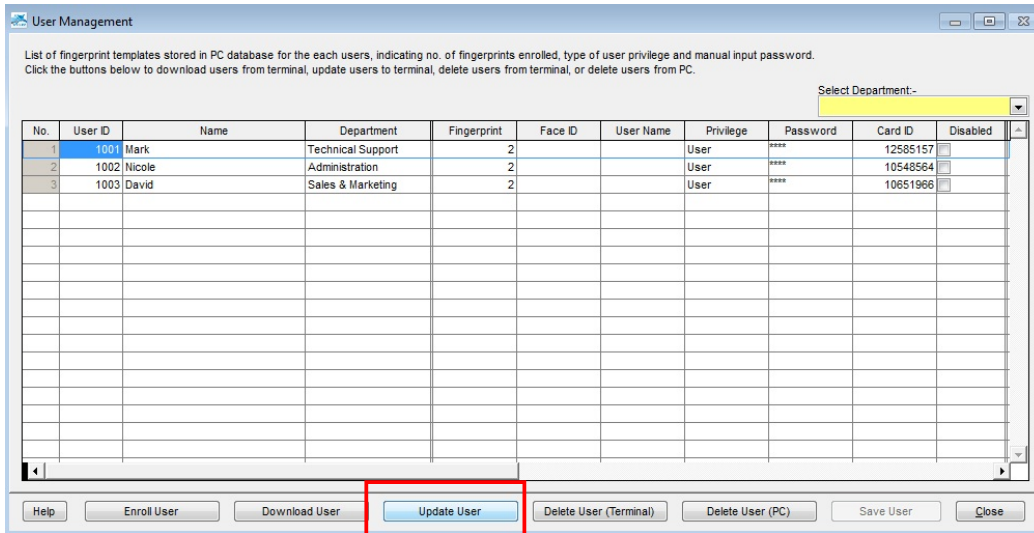 User Management
List of fingerprint templates stored in PC database for the each users, indicating no. of fingerprints enrolled, type of user privilege and manual input password.
Click the buttons below to download users from terminal, update users to terminal, delete users from terminal, or delete users from PC.
Select Department:-
No. User ID Name Department Fingerprint Face ID User Name Privilege Password Card ID Disabled
1 1001 Mark Technical Support 2 User **** 12585157
2 1002 Nicole Administration 2 User **** 10548564
3 1003 David Sales & Marketing 2 User **** 10651966
Help Enroll User Download User Update User Delete User (Terminal) Delete User (PC) Save User Close